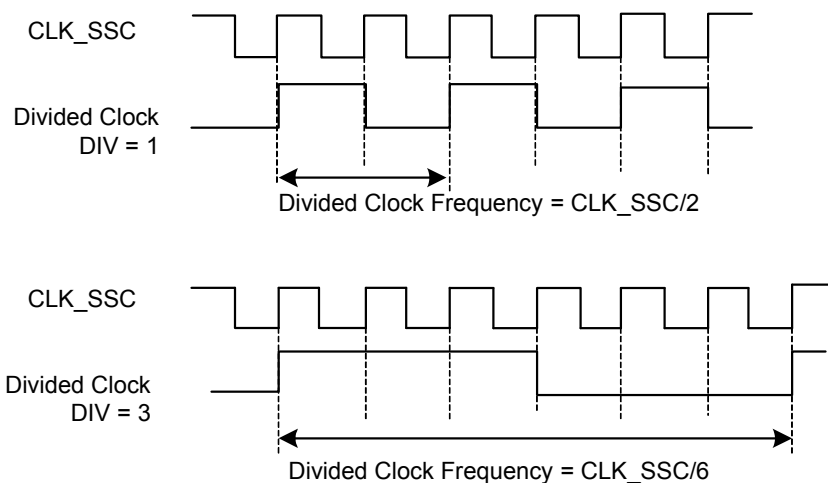 CLK_SSC
Divided Clock
DIV = 1
Divided Clock Frequency = CLK_SSC/2
CLK_SSC
Divided Clock
DIV = 3
Divided Clock Frequency = CLK_SSC/6